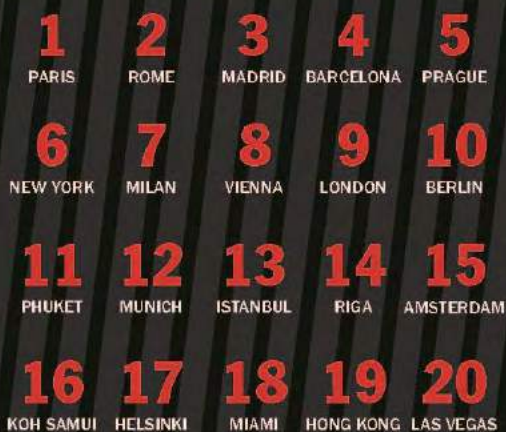 1 2 3 4 5
PARIS ROME MADRID BARCELONA PRAGUE
6 7 8 9 10
NEW YORK MILAN VIENNA LONDON BERLIN
11 12 13 14 15
PHUKET MUNICH ISTANBUL RIGA AMSTERDAM
16 17 18 19 20
KOH SAMUI HELSINKI MIAMI HONG KONG LAS VEGAS